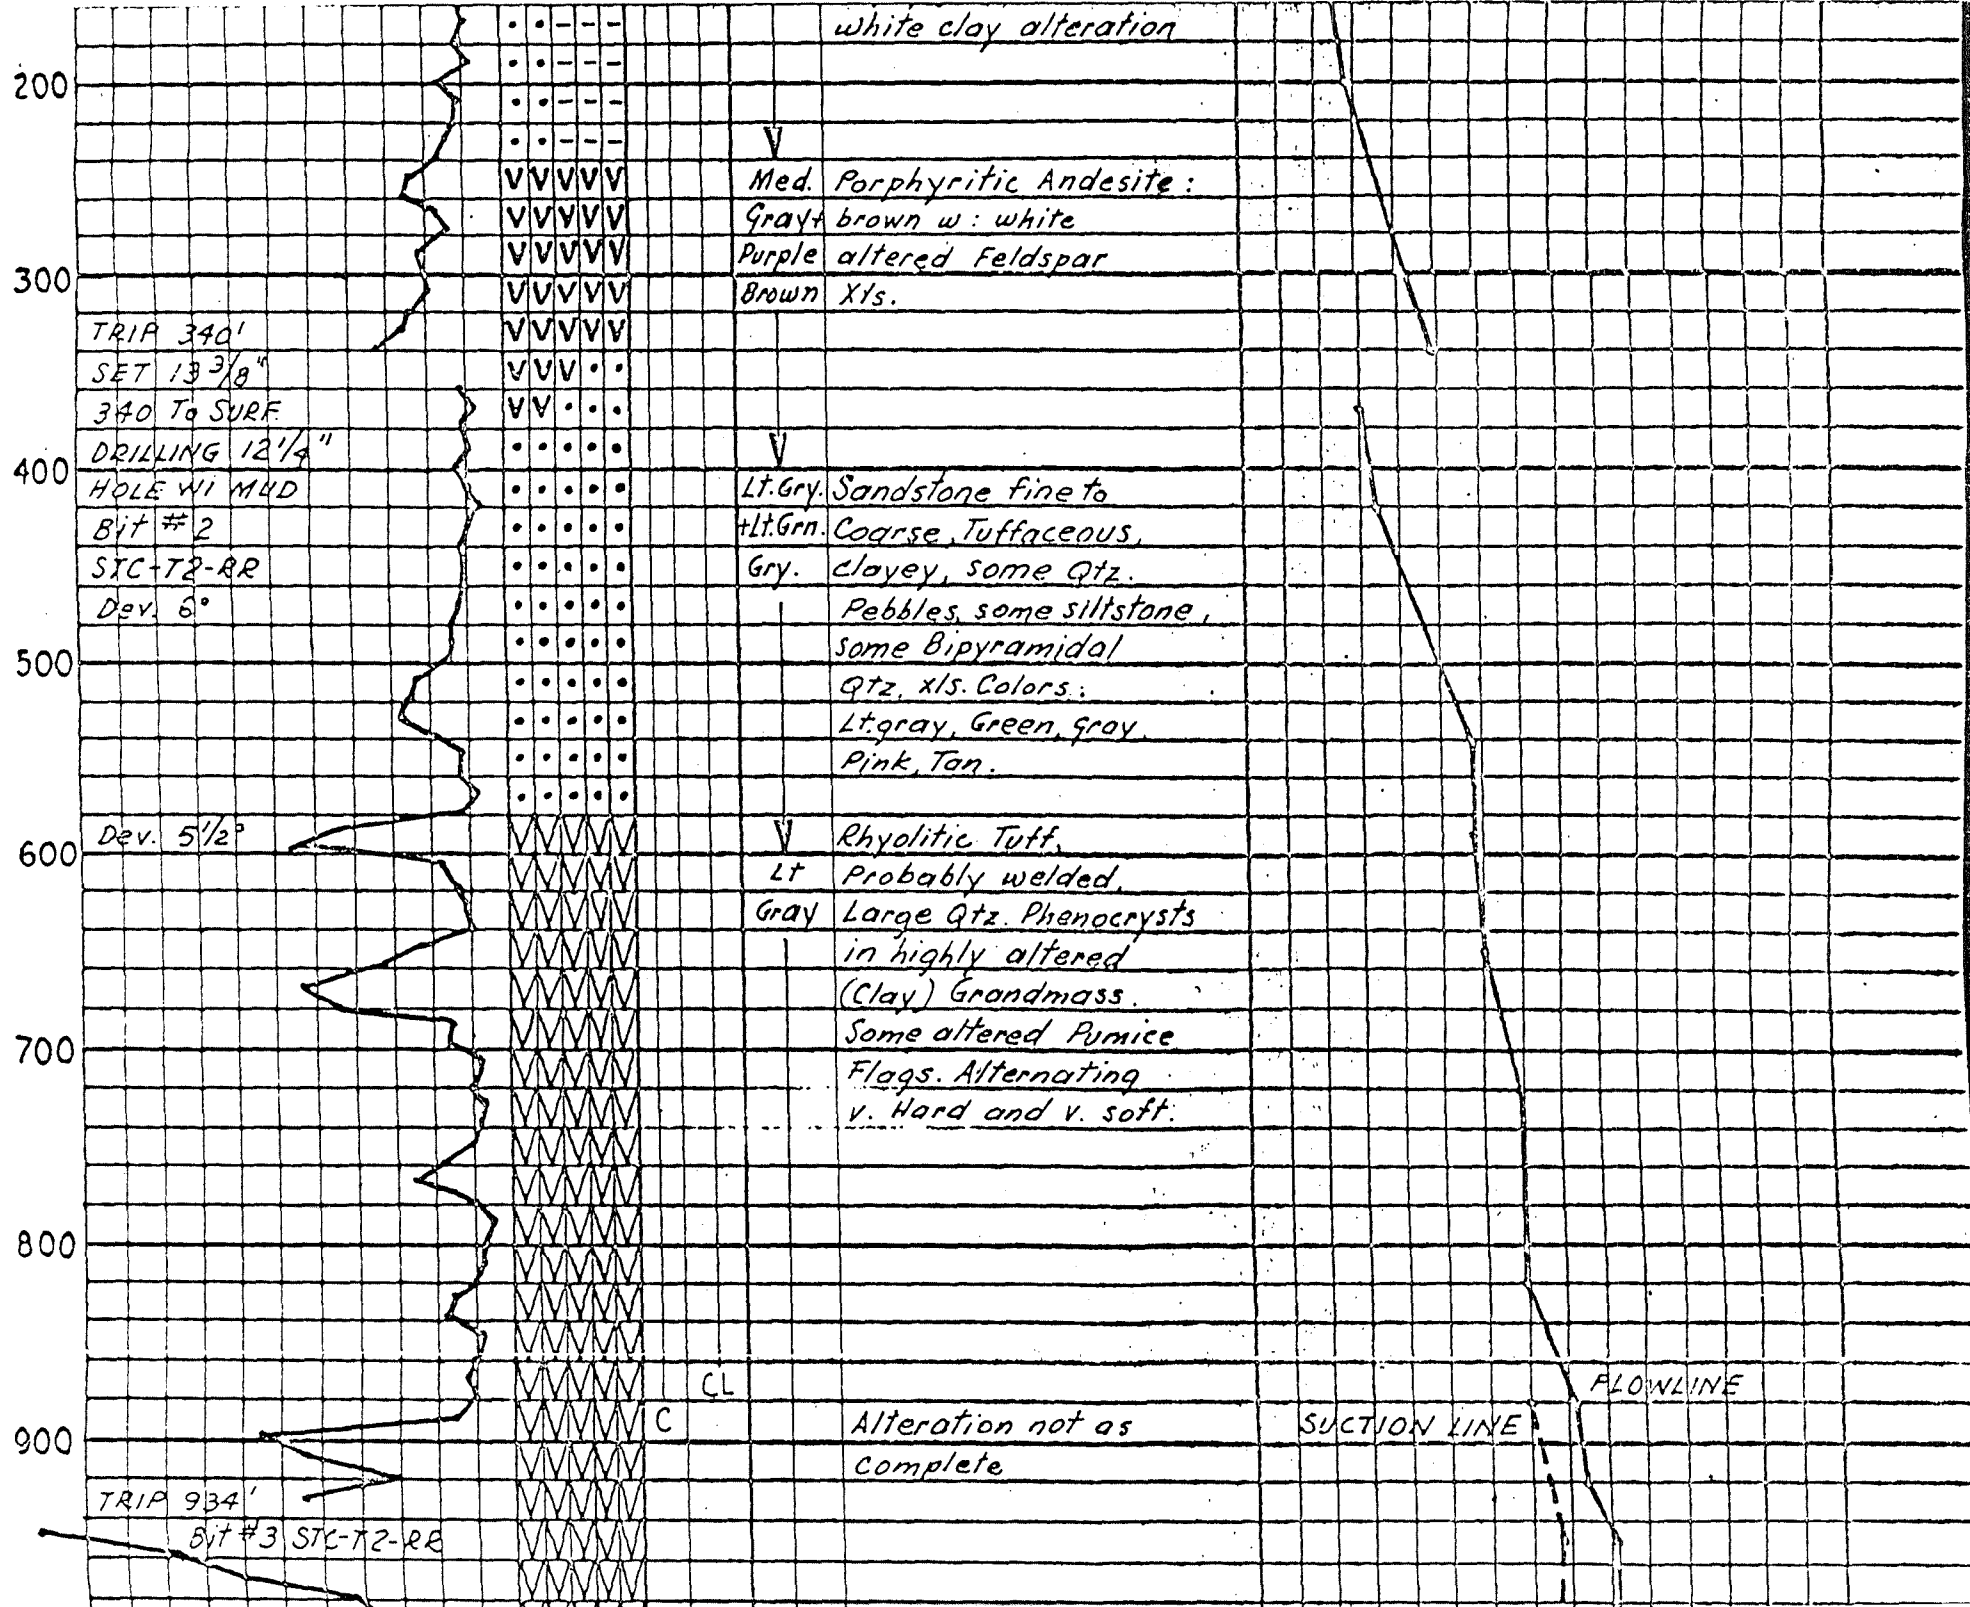 white clay alteration
200
Med. Porphyritic Andesite:
Gray+ brown w: white
Purple altered Feldspar
300
Brown Xls.
TRIP 340'
SET 13 3/8"
340 To SURF.
DRILLING 12 1/4"
400
HOLE W/ MUD
Lt.Gry. Sandstone fine to
Bit #2
+Lt.Grn. Coarse, Tuffaceous,
STC-T2-RR
Gry. clayey, some Qtz.
Dev. 6°
Pebbles, some siltstone,
some Bipyramidal
500
Qtz. xls. Colors:
Lt.gray, Green, gray,
Pink, Tan.
Dev. 5 1/2°
Rhyolitic Tuff,
600
Lt Probably welded,
Gray Large Qtz. Phenocrysts
in highly altered
(Clay) Grandmass.
Some altered Pumice
700
Flags. Alternating
v. Hard and v. soft.
800
CL
FLOWLINE
C
Alteration not as
SUCTION LINE
900
complete
TRIP 934'
Bit #3 STC-T2-RR